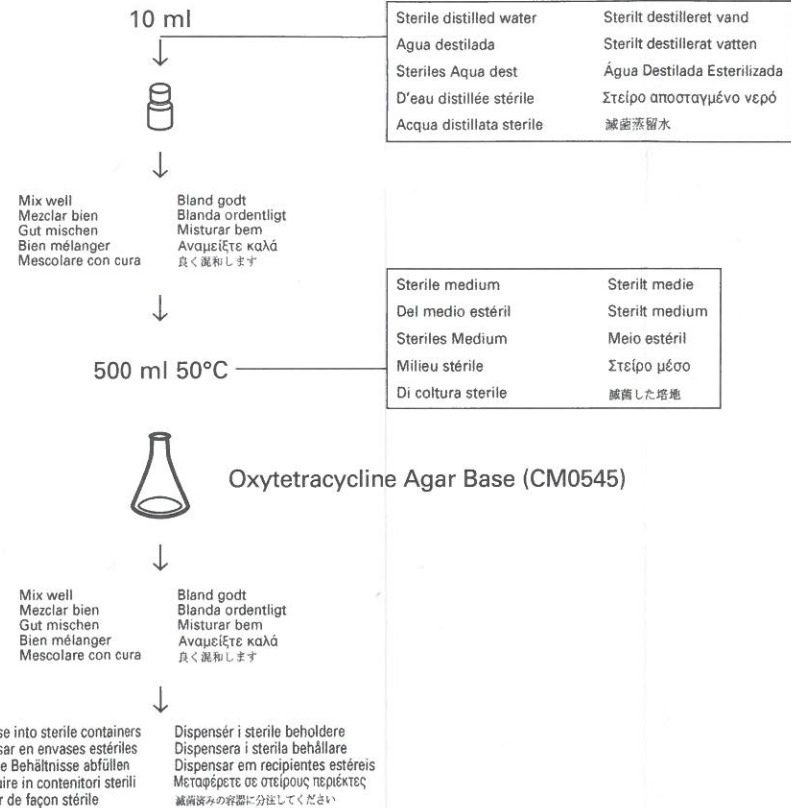 10 ml
Sterile distilled water
Agua destilada
Steriles Aqua dest
D'eau distillée stérile
Acqua distillata sterile
Sterilt destilleret vand
Sterilt destillerat vatten
Água Destilada Esterilizada
Στείρο αποσταγμένο νερό
滅菌蒸留水
Mix well
Mezclar bien
Gut mischen
Bien mélanger
Mescolare con cura
Bland godt
Blanda ordentligt
Misturar bem
Αναμείξτε καλά
良く混和します
500 ml 50°C
Sterile medium
Del medio estéril
Steriles Medium
Milieu stérile
Di coltura sterile
Sterilt medie
Sterilt medium
Meio estéril
Στείρο μέσο
滅菌した培地
Oxytetracycline Agar Base (CM0545)
Mix well
Mezclar bien
Gut mischen
Bien mélanger
Mescolare con cura
Bland godt
Blanda ordentligt
Misturar bem
Αναμείξτε καλά
良く混和します
se into sterile containers
sar en envases estériles
e Behältnisse abfüllen
uire in contenitori sterili
r de façon stérile
Dispensér i sterile beholdere
Dispensera i sterila behållare
Dispensar em recipientes estéreis
Μεταφέρετε σε στείρους περιέκτες
滅菌済みの容器に分注してください